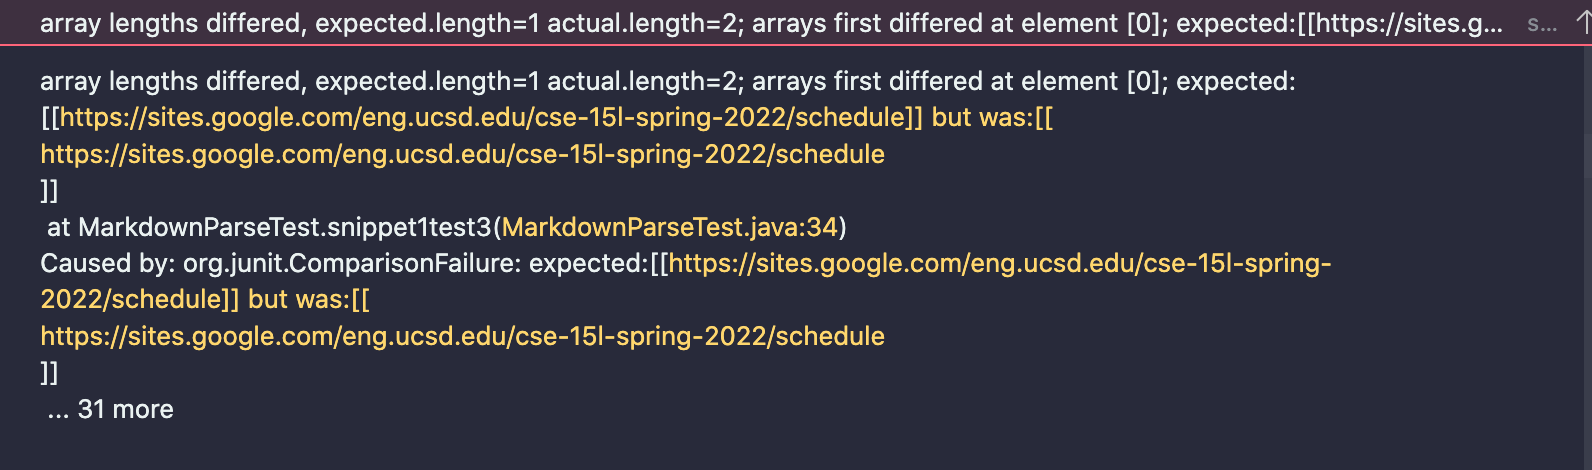 array lengths differed, expected.length=1 actual.length=2; arrays first differed at element [0]; expected:[[https://sites.g... s...
array lengths differed, expected.length=1 actual.length=2; arrays first differed at element [0]; expected:
[[https://sites.google.com/eng.ucsd.edu/cse-15l-spring-2022/schedule]] but was:[[
https://sites.google.com/eng.ucsd.edu/cse-15l-spring-2022/schedule
]]
at MarkdownParseTest.snippet1test3(MarkdownParseTest.java:34)
Caused by: org.junit.ComparisonFailure: expected:[[https://sites.google.com/eng.ucsd.edu/cse-15l-spring-
2022/schedule]] but was:[[
https://sites.google.com/eng.ucsd.edu/cse-15l-spring-2022/schedule
]]
... 31 more